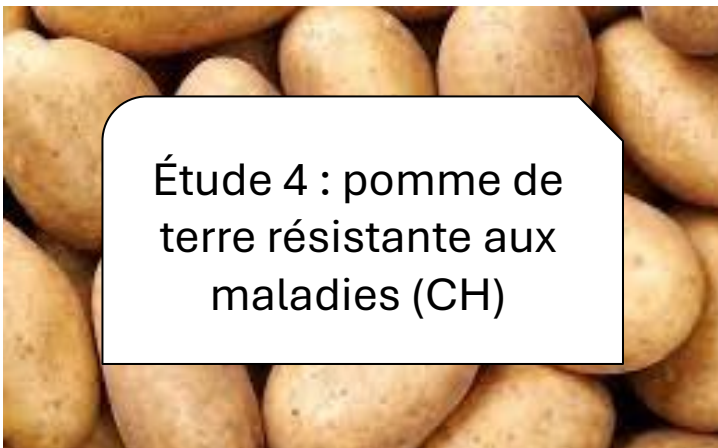 Étude 4 : pomme de
terre résistante aux
maladies (CH)